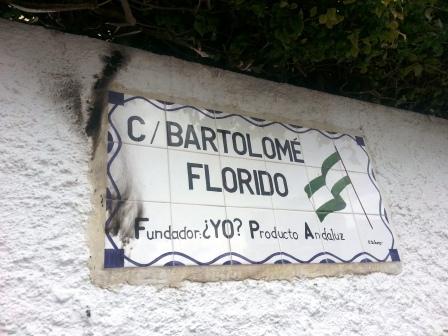 C/BARTOLOMÉ
FLORIDO
Fundador:¿YO? Producto Andaluz